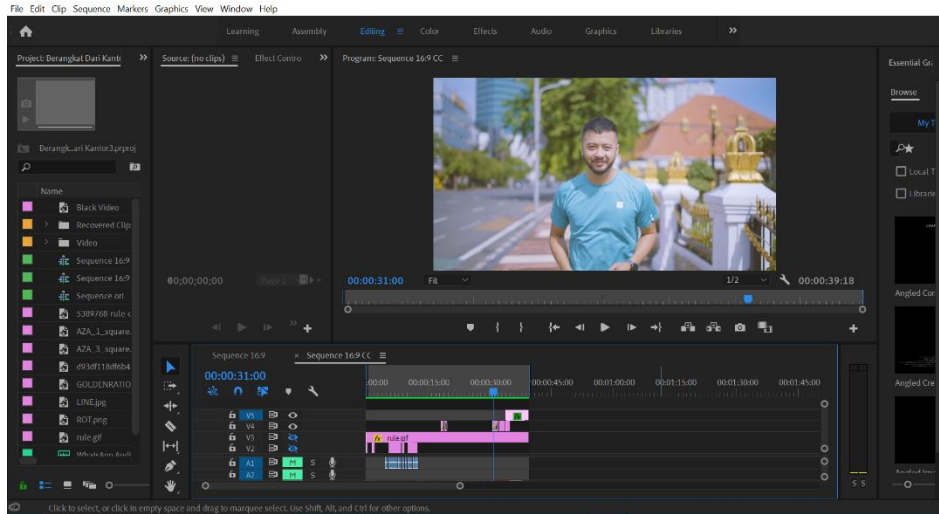 File Edit Clip Sequence Markers Graphics View Window Help
Learning Assembly Editing Color Effects Audio Graphics Libraries
Project: Berangkat Dari Kant
Source: (no clips) Effect Contro
Program: Sequence 16:9 CC
Essential Gr
Browse
My T
Berangk...ari Kantor3.prproj
Local T
Librarie
Name
Black Video
Recovered Clip
Video
Sequence 16:9
Sequence 16:9
Sequence ori
5389768-rule-c
AZA_1_square.
AZA_3_square.
d93df118df6b4
GOLDENRATIO
LINE.jpg
ROT.png
rule.gif
WhatsApp Audi
00;00;00;00
Page 1
00:00:31:00 Fit 1/2 00:00:39:18
Angled Cor
Angled Cre
Sequence 16:9 × Sequence 16:9 CC
00:00:31:00
:00:00 00:00:15:00 00:00:30:00 00:00:45:00 00:01:00:00 00:01:15:00 00:01:30:00 00:01:45:00
V5 fx
V4
V3 fx rule.gif
V2
A1 M S
A2 M S
S S
Click to select, or click in empty space and drag to marquee select. Use Shift, Alt, and Ctrl for other options.